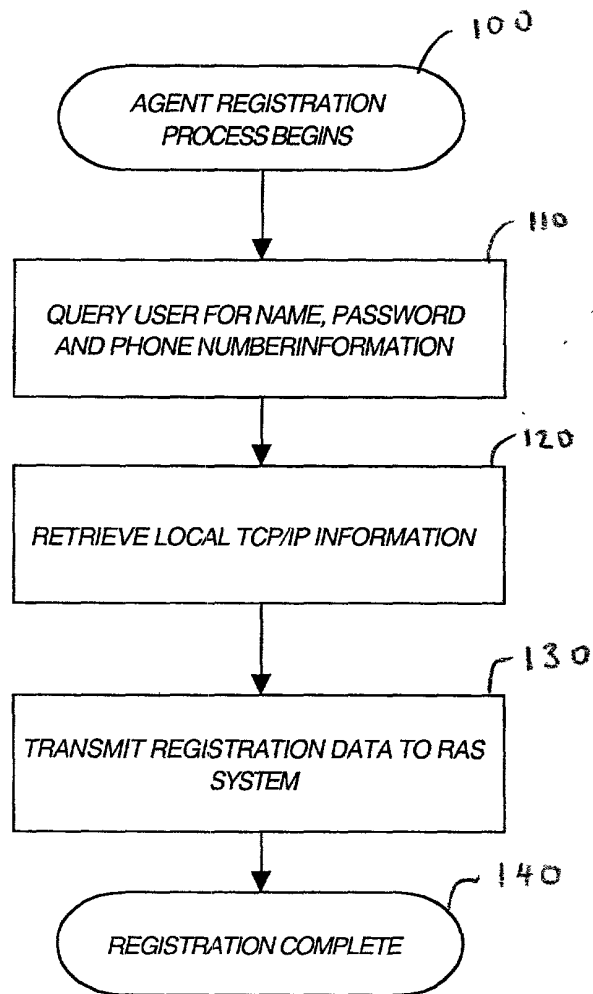 100
AGENT REGISTRATION
PROCESS BEGINS
110
QUERY USER FOR NAME, PASSWORD
AND PHONE NUMBERINFORMATION
120
RETRIEVE LOCAL TCP/IP INFORMATION
130
TRANSMIT REGISTRATION DATA TO RAS
SYSTEM
140
REGISTRATION COMPLETE